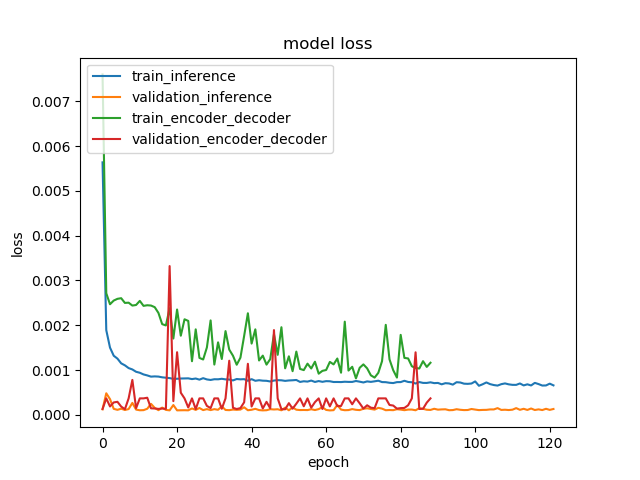 model loss
train_inference
validation_inference
train_encoder_decoder
validation_encoder_decoder
0.007
0.006
0.005
0.004
0.003
0.002
0.001
0.000
loss
0 20 40 60 80 100 120
epoch